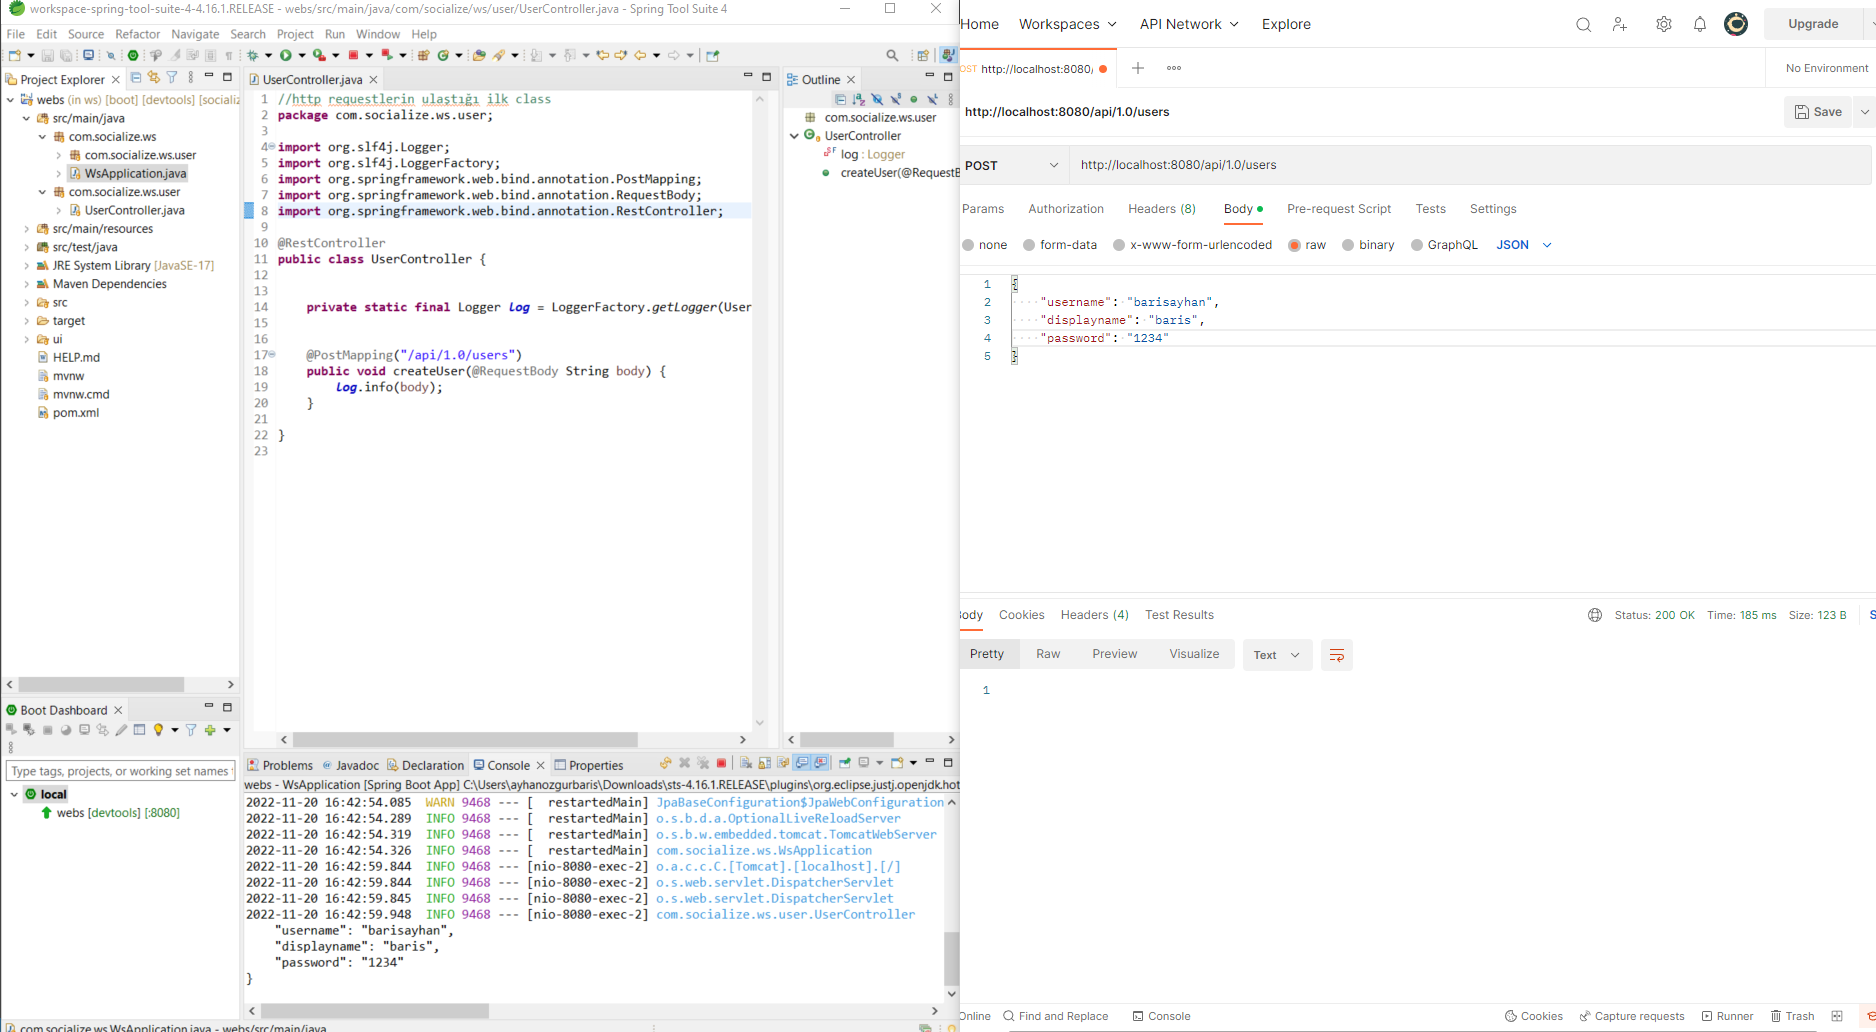 workspace-spring-tool-suite-4-4.16.1.RELEASE - webs/src/main/java/com/socialize/ws/user/UserController.java - Spring Tool Suite 4
File Edit Source Refactor Navigate Search Project Run Window Help
Project Explorer
webs (in ws) [boot] [devtools] [socializ
src/main/java
com.socialize.ws
com.socialize.ws.user
WsApplication.java
com.socialize.ws.user
UserController.java
src/main/resources
src/test/java
JRE System Library [JavaSE-17]
Maven Dependencies
src
target
ui
HELP.md
mvnw
mvnw.cmd
pom.xml
UserController.java
1 //http requestlerin ulaştığı ilk class
2 package com.socialize.ws.user;
3
4 import org.slf4j.Logger;
5 import org.slf4j.LoggerFactory;
6 import org.springframework.web.bind.annotation.PostMapping;
7 import org.springframework.web.bind.annotation.RequestBody;
8 import org.springframework.web.bind.annotation.RestController;
9
10 @RestController
11 public class UserController {
12
13
14 private static final Logger log = LoggerFactory.getLogger(User
15
16
17 @PostMapping("/api/1.0/users")
18 public void createUser(@RequestBody String body) {
19 log.info(body);
20 }
21
22 }
23
Outline
com.socialize.ws.user
UserController
log : Logger
createUser(@RequestB
Boot Dashboard
Type tags, projects, or working set names
local
webs [devtools] [:8080]
Problems @ Javadoc Declaration Console Properties
webs - WsApplication [Spring Boot App] C:\Users\ayhanozgurbaris\Downloads\sts-4.16.1.RELEASE\plugins\org.eclipse.justj.openjdk.hot
2022-11-20 16:42:54.085 WARN 9468 --- [ restartedMain] JpaBaseConfiguration$JpaWebConfiguration
2022-11-20 16:42:54.289 INFO 9468 --- [ restartedMain] o.s.b.d.a.OptionalLiveReloadServer
2022-11-20 16:42:54.319 INFO 9468 --- [ restartedMain] o.s.b.w.embedded.tomcat.TomcatWebServer
2022-11-20 16:42:54.326 INFO 9468 --- [ restartedMain] com.socialize.ws.WsApplication
2022-11-20 16:42:59.844 INFO 9468 --- [nio-8080-exec-2] o.a.c.c.C.[Tomcat].[localhost].[/]
2022-11-20 16:42:59.844 INFO 9468 --- [nio-8080-exec-2] o.s.web.servlet.DispatcherServlet
2022-11-20 16:42:59.845 INFO 9468 --- [nio-8080-exec-2] o.s.web.servlet.DispatcherServlet
2022-11-20 16:42:59.948 INFO 9468 --- [nio-8080-exec-2] com.socialize.ws.user.UserController
"username": "barisayhan",
"displayname": "baris",
"password": "1234"
}
com.socialize.ws.WsApplication.java - webs/src/main/java
Home Workspaces API Network Explore Upgrade
OST http://localhost:8080/ + No Environment
http://localhost:8080/api/1.0/users Save
POST http://localhost:8080/api/1.0/users
Params Authorization Headers (8) Body Pre-request Script Tests Settings
none form-data x-www-form-urlencoded raw binary GraphQL JSON
1 {
2 "username": "barisayhan",
3 "displayname": "baris",
4 "password": "1234"
5 }
Body Cookies Headers (4) Test Results Status: 200 OK Time: 185 ms Size: 123 B S
Pretty Raw Preview Visualize Text
1
Online Find and Replace Console Cookies Capture requests Runner Trash